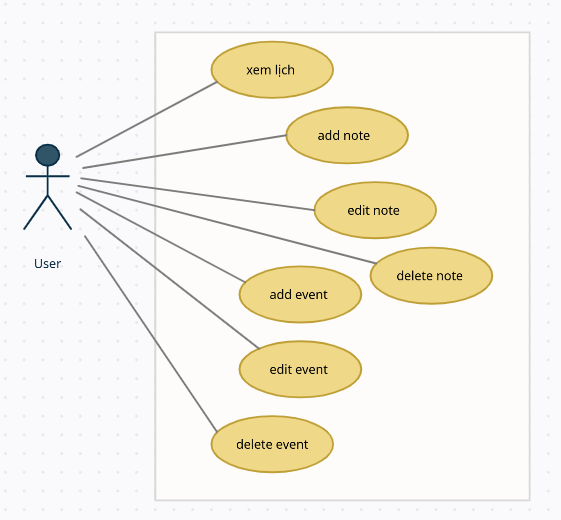 xem lịch
add note
edit note
delete note
User
add event
edit event
delete event